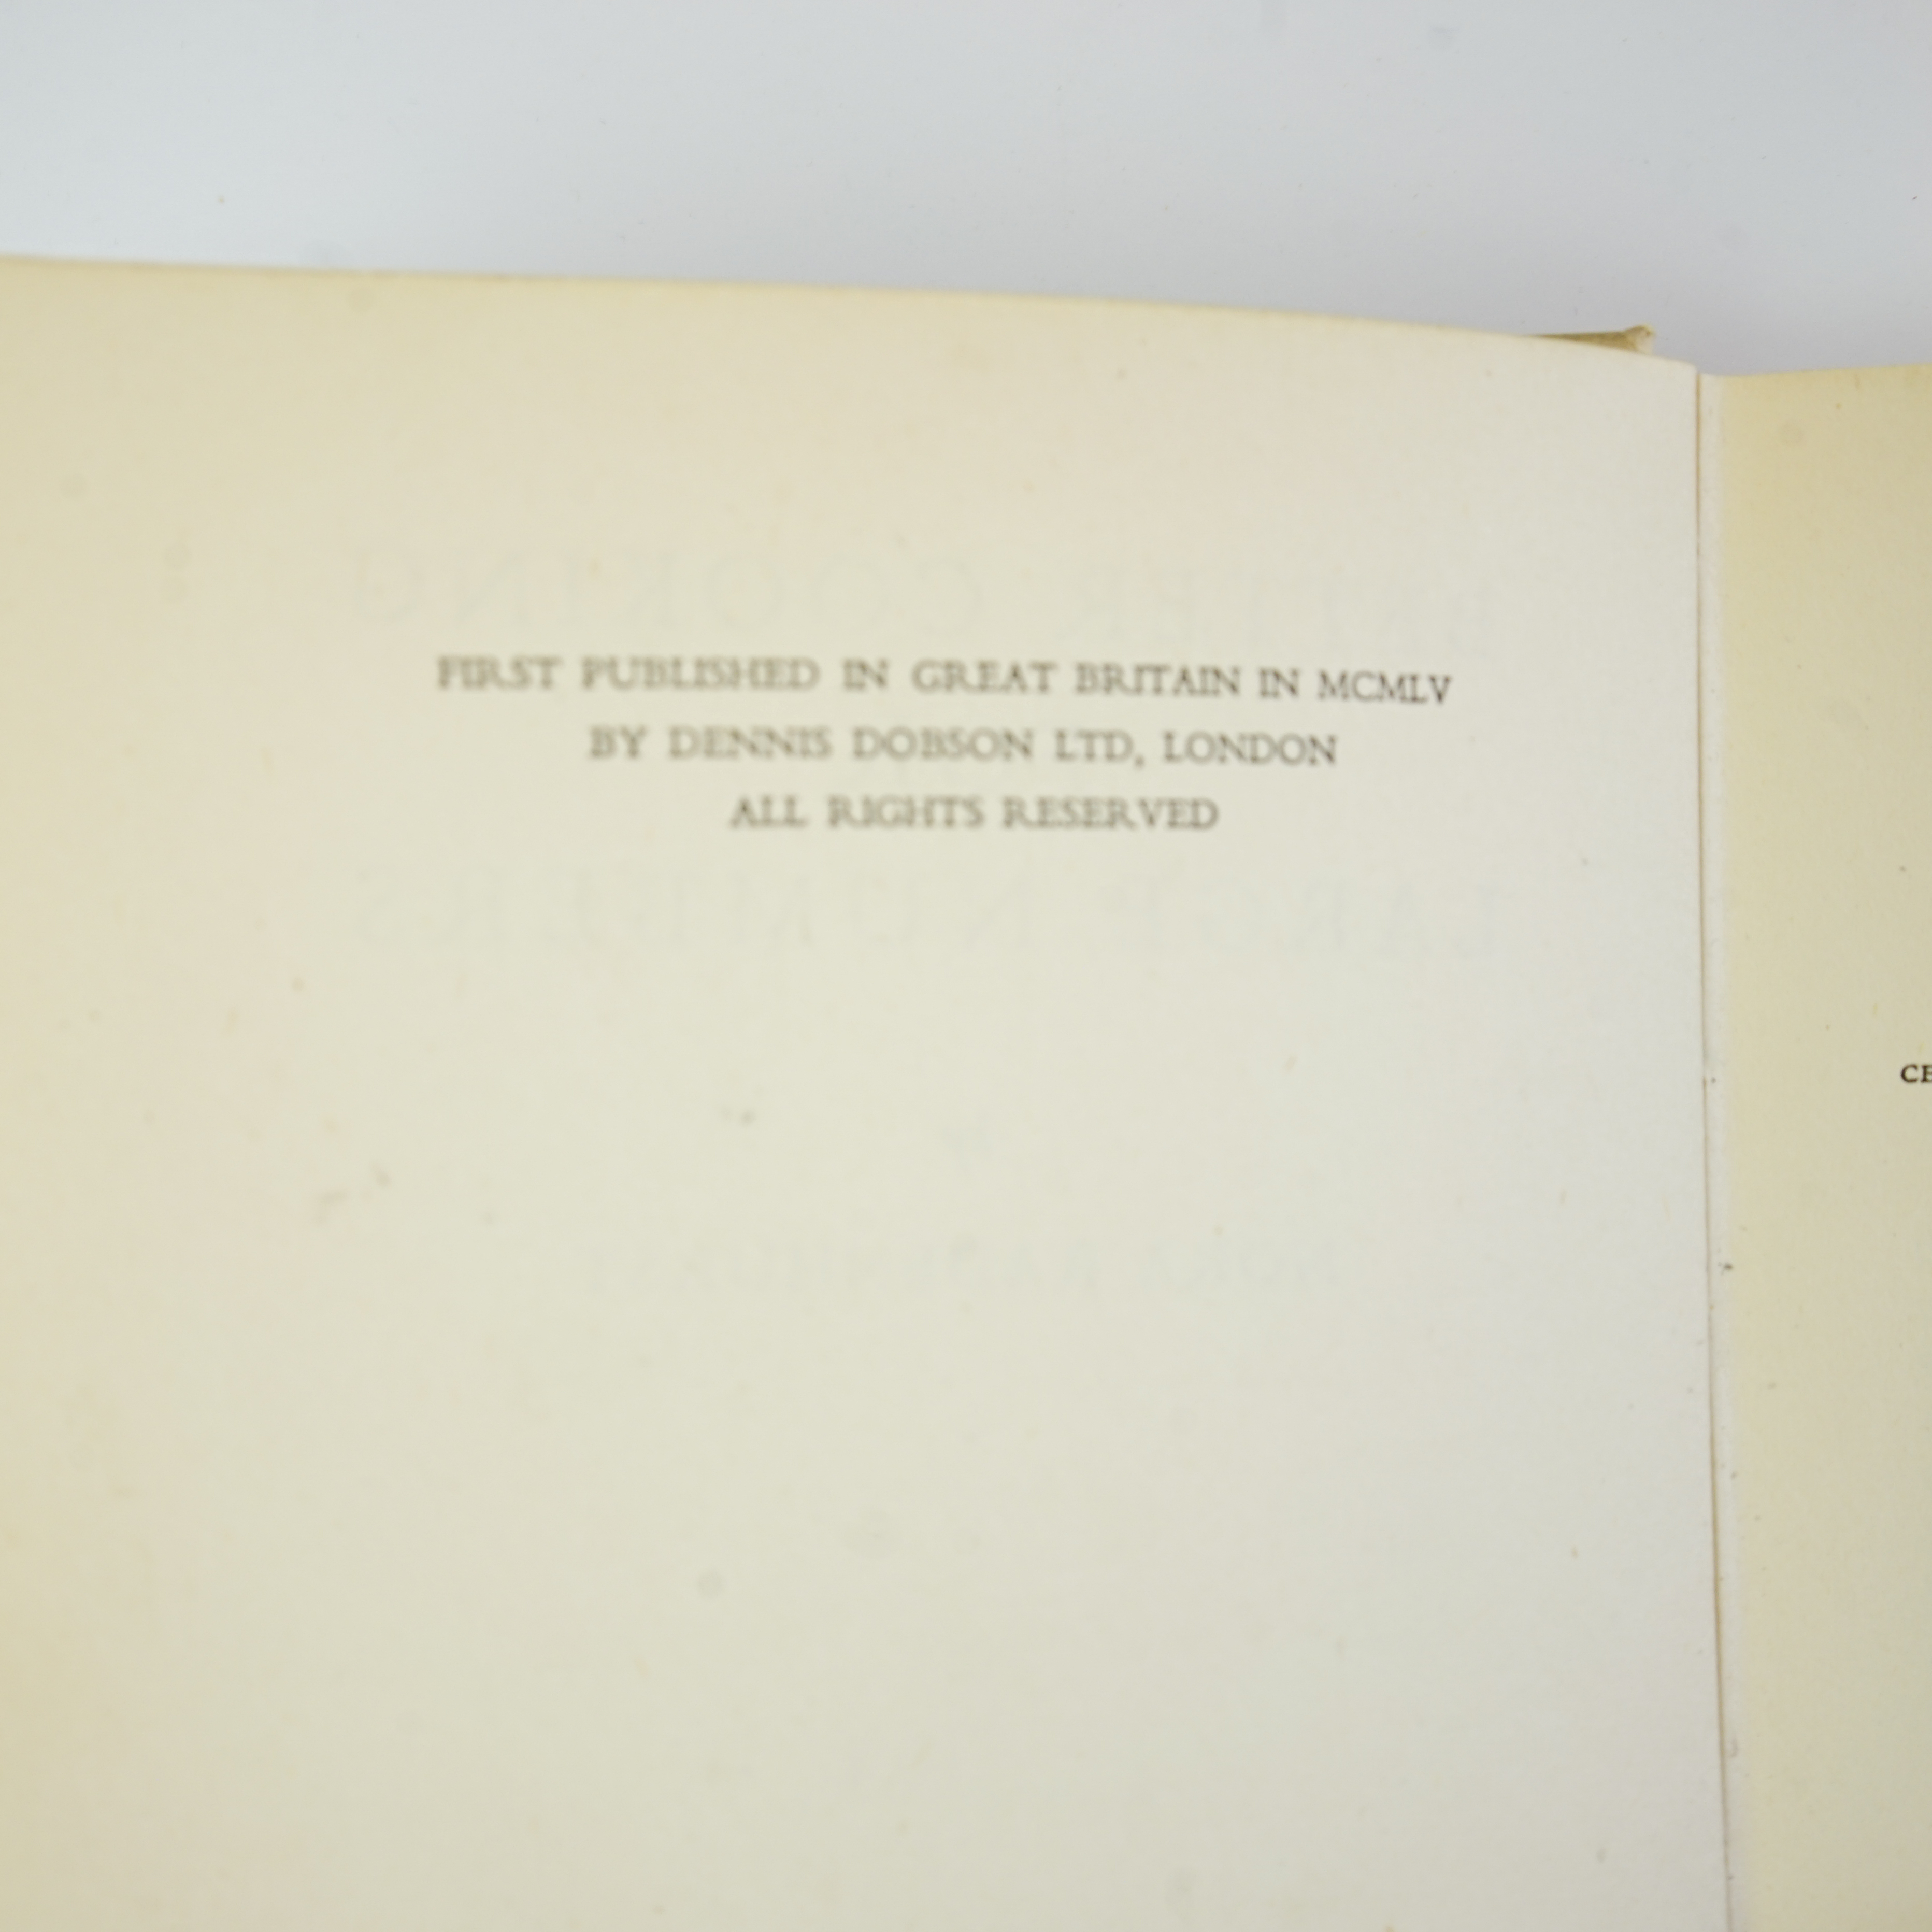 FIRST PUBLISHED IN GREAT BRITAIN IN MCMLV
BY DENNIS DOBSON LTD, LONDON
ALL RIGHTS RESERVED